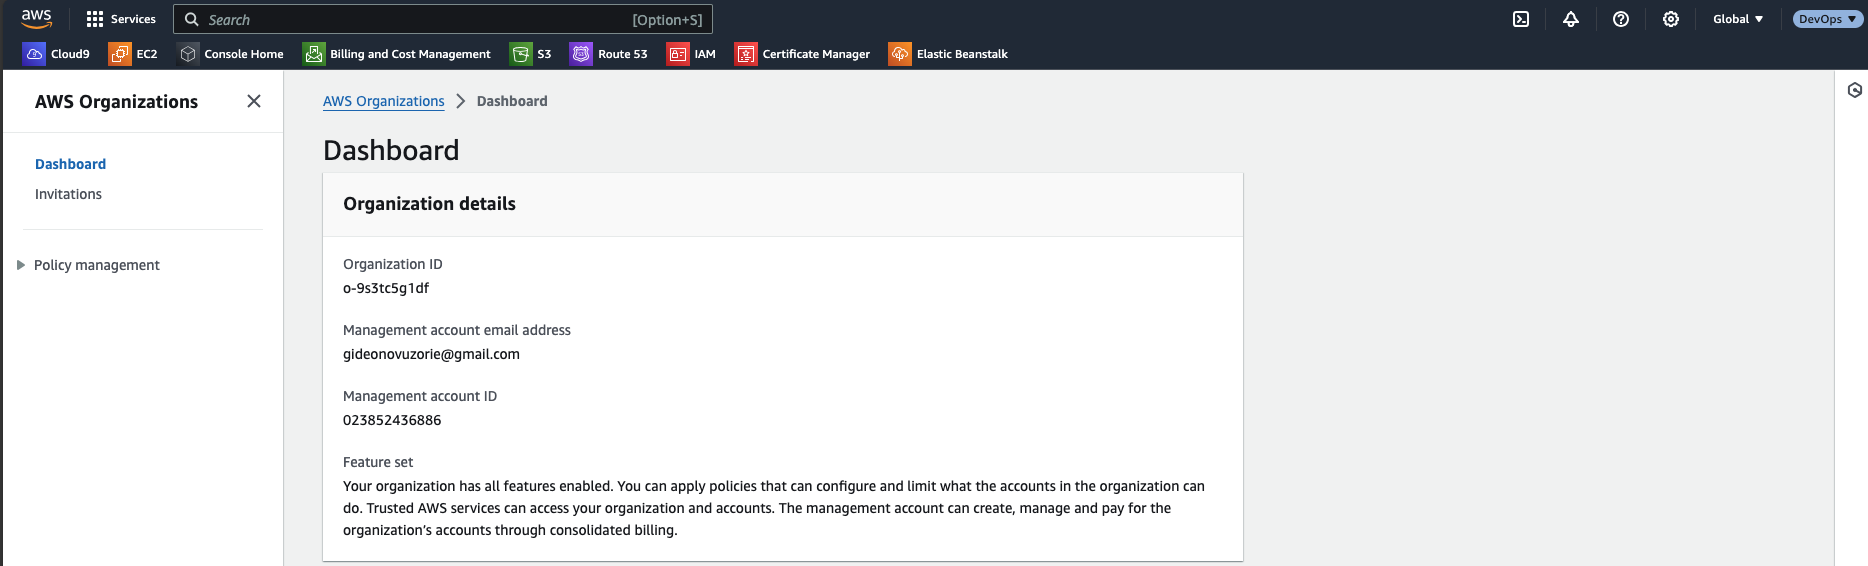 aws
Services
Search
[Option+S]
Global
DevOps
Cloud9
EC2
Console Home
Billing and Cost Management
S3
Route 53
IAM
Certificate Manager
Elastic Beanstalk
AWS Organizations
Dashboard
Invitations
Policy management
AWS Organizations > Dashboard
Dashboard
Organization details
Organization ID
o-9s3tc5g1df
Management account email address
gideonovuzorie@gmail.com
Management account ID
023852436886
Feature set
Your organization has all features enabled. You can apply policies that can configure and limit what the accounts in the organization can
do. Trusted AWS services can access your organization and accounts. The management account can create, manage and pay for the
organization's accounts through consolidated billing.